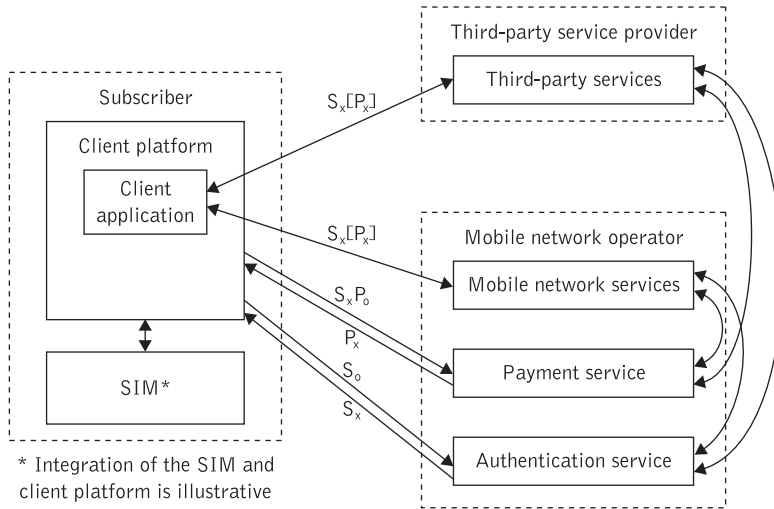 Third-party service provider
Third-party services
Subscriber
Client platform
Client
application
Sₓ[Pₓ]
Sₓ[Pₓ]
Mobile network operator
Mobile network services
SₓPₒ
Pₓ
Payment service
Sₒ
Sₓ
SIM*
Authentication service
* Integration of the SIM and
client platform is illustrative